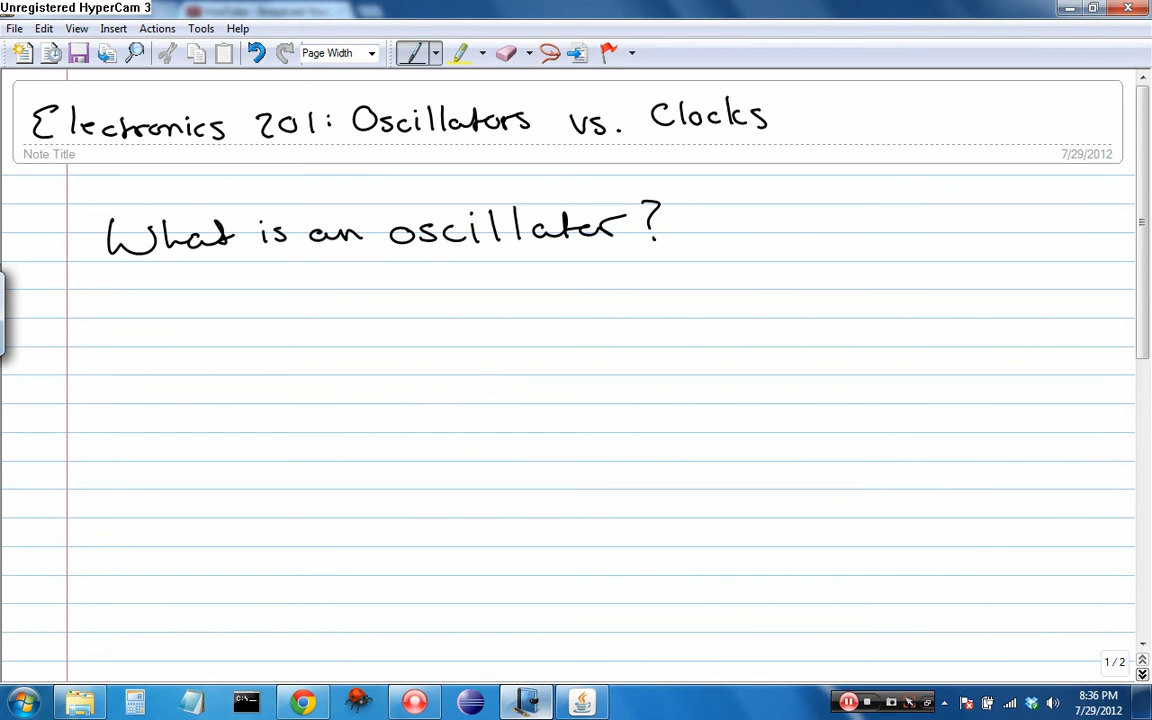 Unregistered HyperCam 3
File Edit View Insert Actions Tools Help
Page Width
Electronics 201: Oscillators vs. Clocks
Note Title
7/29/2012
What is an oscillator?
1 / 2
C:\
8:36 PM
7/29/2012